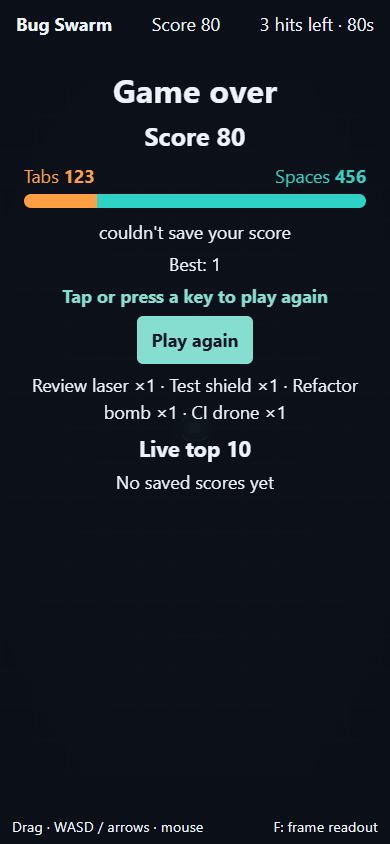 Bug Swarm Score 80 3 hits left · 80s
Game over
Score 80
Tabs 123 Spaces 456
couldn't save your score
Best: 1
Tap or press a key to play again
Play again
Review laser ×1 · Test shield ×1 · Refactor
bomb ×1 · CI drone ×1
Live top 10
No saved scores yet
Drag · WASD / arrows · mouse F: frame readout